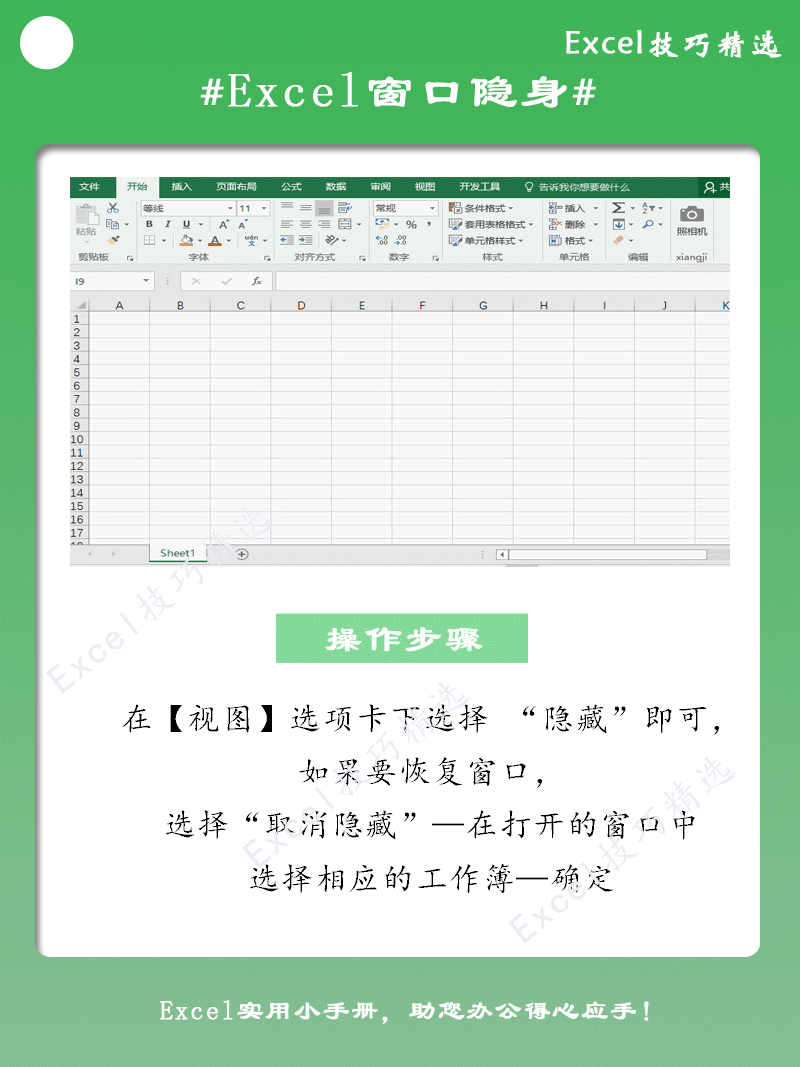 Excel技巧精选
#Excel窗口隐身#
文件 开始 插入 页面布局 公式 数据 审阅 视图 开发工具 告诉我你想要做什么 共
粘贴 等线 11 常规 条件格式 插入 照相机
B I U A A % , 套用表格格式 删除
A wén 文 .00 单元格样式 格式
剪贴板 字体 对齐方式 数字 样式 单元格 编辑 xiangji
I9 fx
A B C D E F G H I J K
1
2
3
4
5
6
7
8
9
10
11
12
13
14
15
16
17
18
Sheet1
操作步骤
在【视图】选项卡下选择 “隐藏”即可，
如果要恢复窗口，
选择“取消隐藏”—在打开的窗口中
选择相应的工作簿—确定
Excel技巧精选
Excel技巧精选
Excel技巧精选
Excel实用小手册，助您办公得心应手！